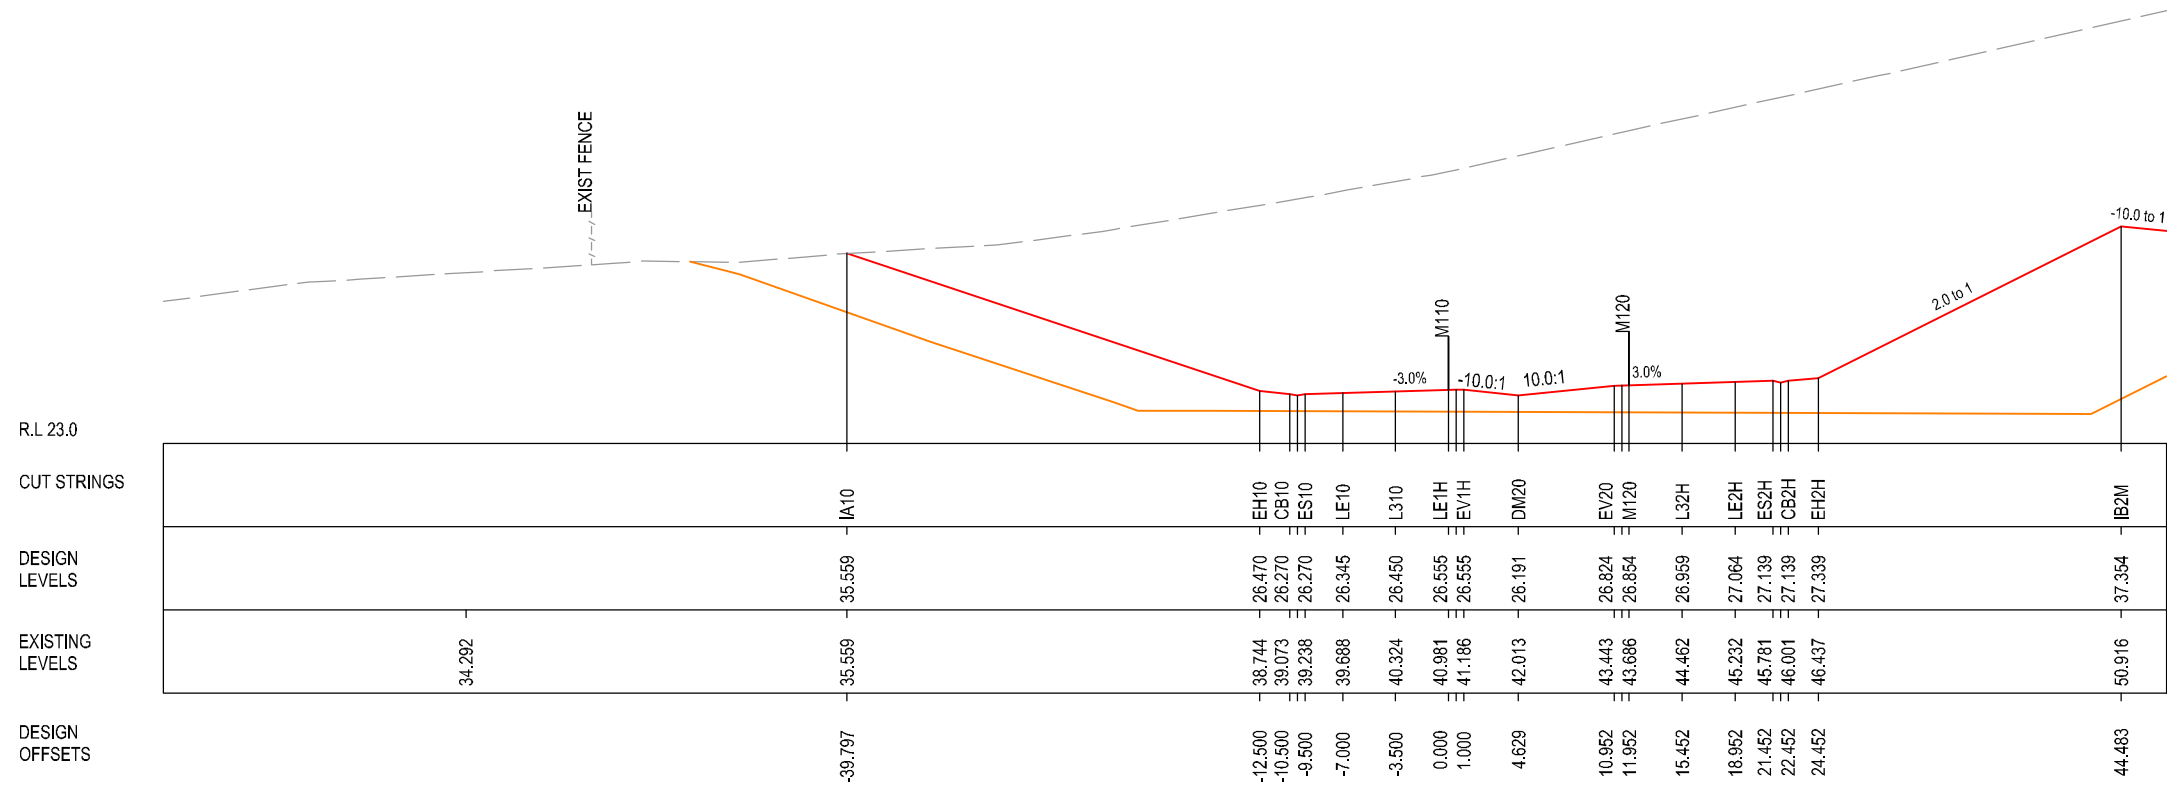 EXIST FENCE
-10.0 to 1
2.0 to 1
M110
M120
-3.0%
-10.0:1
10.0:1
3.0%
R.L 23.0
CUT STRINGS
IA10
EH10
CB10
ES10
LE10
L310
LE1H
EV1H
DM20
EV20
M120
L32H
LE2H
ES2H
CB2H
EH2H
IB2M
DESIGN
LEVELS
35.559
26.470
26.270
26.270
26.345
26.450
26.555
26.555
26.191
26.824
26.854
26.959
27.064
27.139
27.139
27.339
37.354
EXISTING
LEVELS
34.292
35.559
38.744
39.073
39.238
39.688
40.324
40.981
41.186
42.013
43.443
43.686
44.462
45.232
45.781
46.001
46.437
50.916
DESIGN
OFFSETS
-39.797
-12.500
-10.500
-9.500
-7.000
-3.500
0.000
1.000
4.629
10.952
11.952
15.452
18.952
21.452
22.452
24.452
44.483